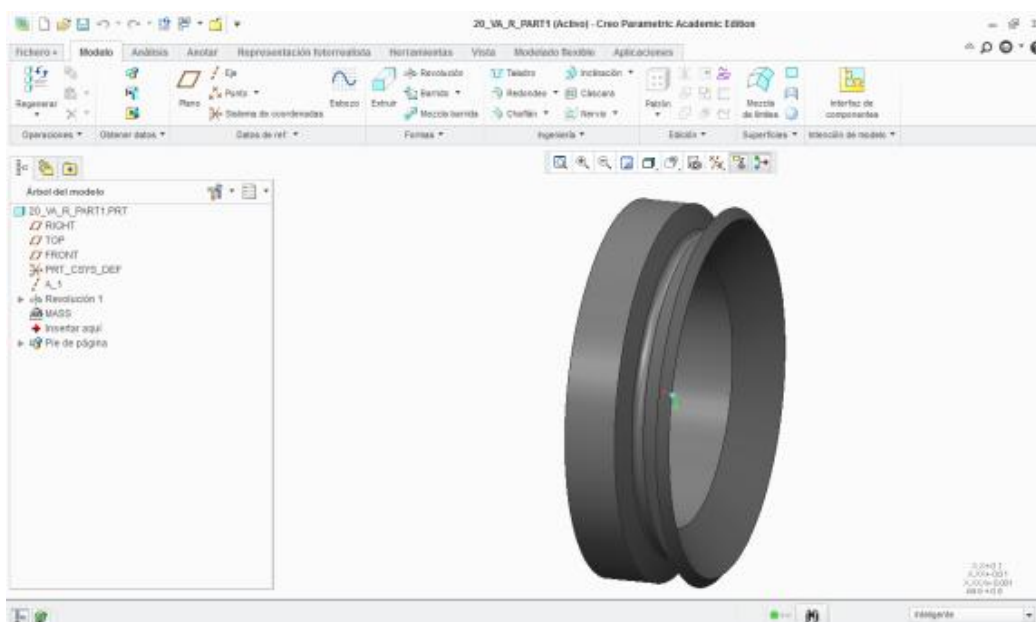 20_VA_R_PART1 (Activo) - Creo Parametric Academic Edition
Fichero Modelo Análisis Anotar Representación fotorrealista Herramientas Vista Modelado flexible Aplicaciones
Regenerar
Plano
Eje
Punto
Sistema de coordenadas
Esbozo
Extruir
Revolución
Barrido
Mezcla barrida
Taladro
Redondeo
Chaflán
Inclinación
Cáscara
Nervio
Patrón
Mezcla de límites
Interfaz de componentes
Operaciones Obtener datos Datos de ref. Formas Ingeniería Edición Superficies Intención de modelo
Árbol del modelo
20_VA_R_PART1.PRT
RIGHT
TOP
FRONT
PRT_CSYS_DEF
A_1
Revolución 1
MASS
Insertar aquí
Pie de página
Inteligente